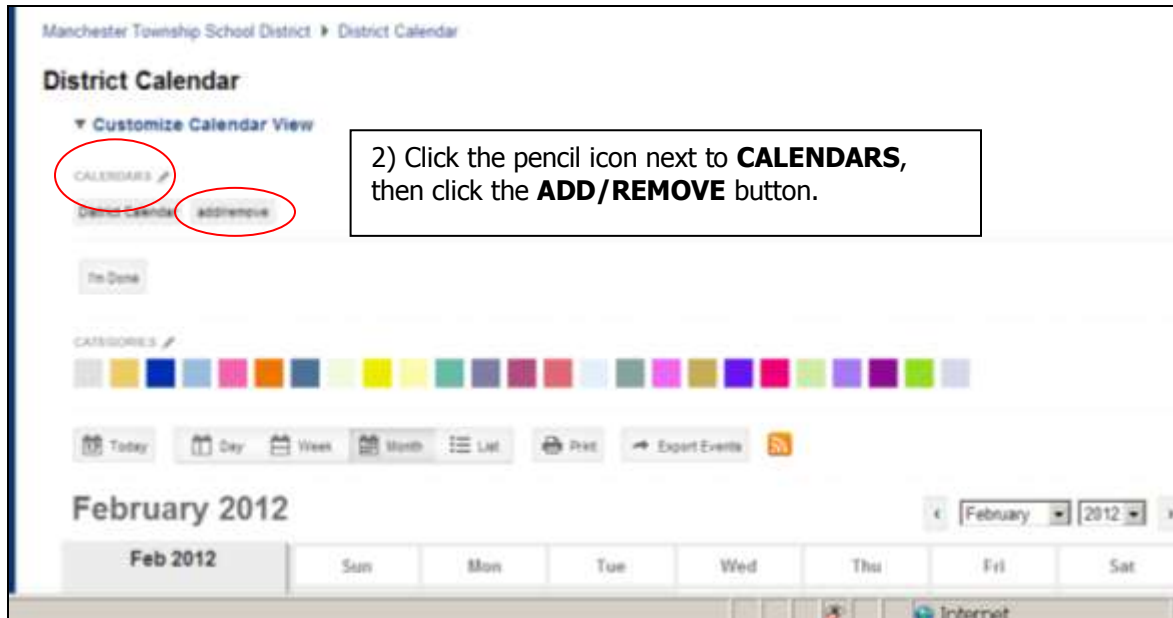 Manchester Township School District ▸ District Calendar
District Calendar
▼ Customize Calendar View
2) Click the pencil icon next to CALENDARS,
then click the ADD/REMOVE button.
CALENDARS
District Calendar add/remove
I'm Done
CATEGORIES
Today Day Week Month List Print Export Events
February 2012
February 2012
Feb 2012 Sun Mon Tue Wed Thu Fri Sat
Internet